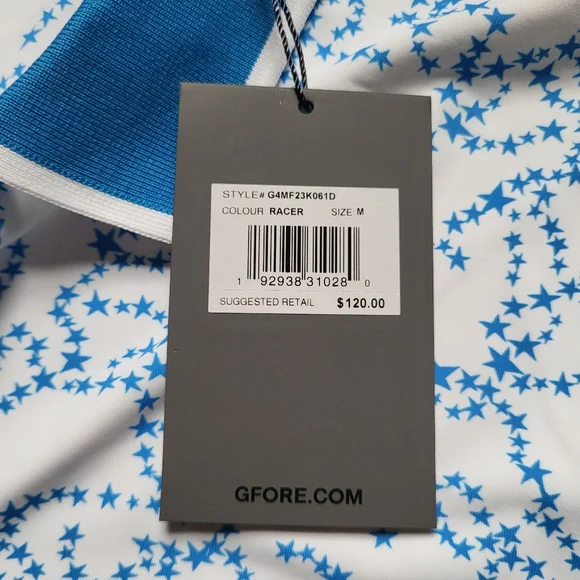 STYLE# G4MF23K061D
COLOUR: RACER SIZE: M
1 92938 31028 0
SUGGESTED RETAIL $120.00
GFORE.COM